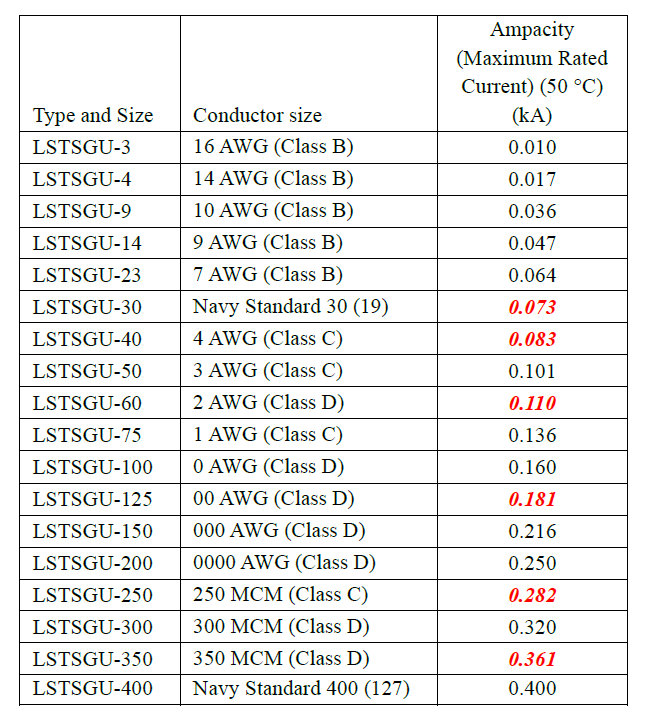 Type and Size Conductor size Ampacity
(Maximum Rated
Current) (50 °C)
(kA)
LSTSGU-3 16 AWG (Class B) 0.010
LSTSGU-4 14 AWG (Class B) 0.017
LSTSGU-9 10 AWG (Class B) 0.036
LSTSGU-14 9 AWG (Class B) 0.047
LSTSGU-23 7 AWG (Class B) 0.064
LSTSGU-30 Navy Standard 30 (19) 0.073
LSTSGU-40 4 AWG (Class C) 0.083
LSTSGU-50 3 AWG (Class C) 0.101
LSTSGU-60 2 AWG (Class D) 0.110
LSTSGU-75 1 AWG (Class C) 0.136
LSTSGU-100 0 AWG (Class D) 0.160
LSTSGU-125 00 AWG (Class D) 0.181
LSTSGU-150 000 AWG (Class D) 0.216
LSTSGU-200 0000 AWG (Class D) 0.250
LSTSGU-250 250 MCM (Class C) 0.282
LSTSGU-300 300 MCM (Class D) 0.320
LSTSGU-350 350 MCM (Class D) 0.361
LSTSGU-400 Navy Standard 400 (127) 0.400